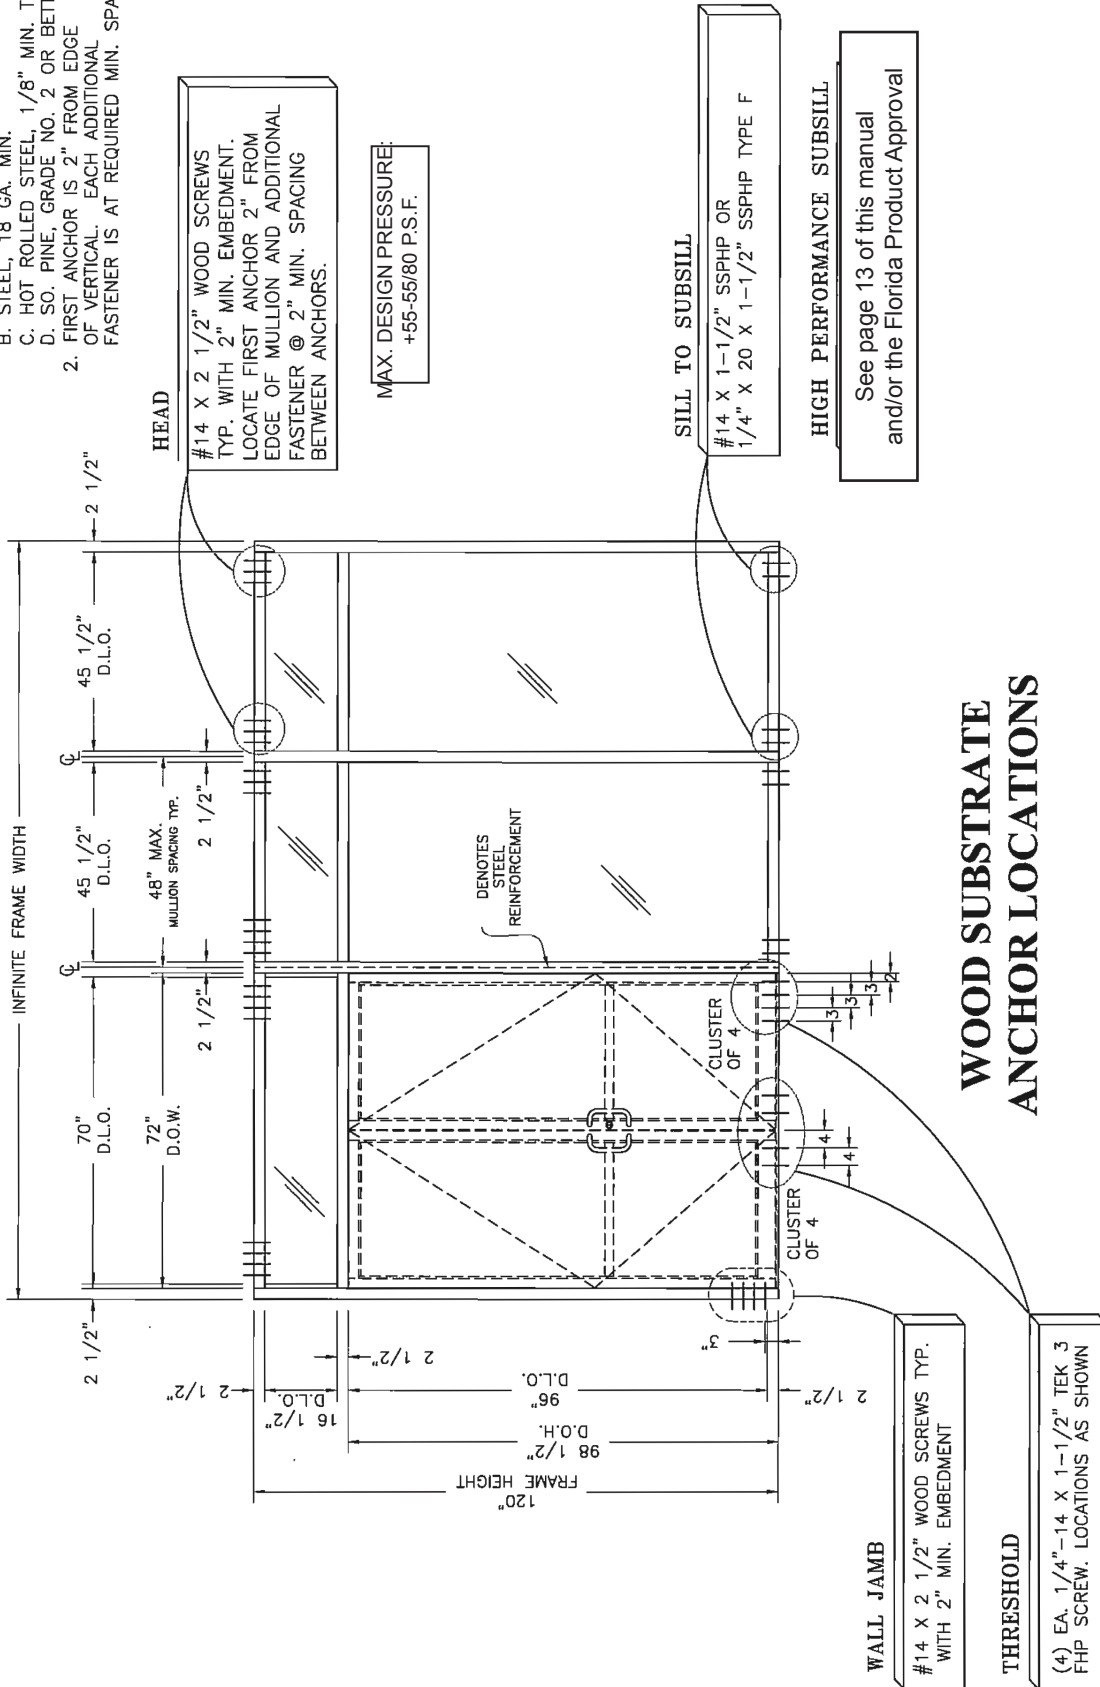 B. STEEL, 18 GA. MIN.
C. HOT ROLLED STEEL, 1/8" MIN.
D. SO. PINE, GRADE NO. 2 OR
2. FIRST ANCHOR IS 2" FROM EDGE
OF VERTICAL. EACH ADDITIONAL
FASTENER IS AT REQUIRED MIN.
HEAD
#14 X 2 1/2" WOOD SCREWS
TYP. WITH 2" MIN. EMBEDMENT.
LOCATE FIRST ANCHOR 2" FROM
EDGE OF MULLION AND ADDITIONAL
FASTENER @ 2" MIN. SPACING
BETWEEN ANCHORS.
MAX. DESIGN PRESSURE:
+55-55/80 P.S.F.
SILL TO SUBSILL
#14 X 1-1/2" SSPHP OR
1/4" X 20 X 1-1/2" SSPHP TYPE F
HIGH PERFORMANCE SUBSILL
See page 13 of this manual
and/or the Florida Product Approval
INFINITE FRAME WIDTH
2 1/2"
70"
D.L.O.
45 1/2"
D.L.O.
45 1/2"
D.L.O.
2 1/2"
72"
D.O.W.
48" MAX.
MULLION SPACING TYP.
2 1/2"
2 1/2"
℄
℄
DENOTES
STEEL
REINFORCEMENT
120"
FRAME HEIGHT
98 1/2"
D.O.H.
2 1/2"
16 1/2"
D.L.O.
2 1/2"
96"
D.L.O.
2 1/2"
3"
CLUSTER
OF 4
CLUSTER
OF 4
4
4
3
3
3
2
WALL JAMB
#14 X 2 1/2" WOOD SCREWS TYP.
WITH 2" MIN. EMBEDMENT
THRESHOLD
(4) EA. 1/4"-14 X 1-1/2" TEK 3
FHP SCREW. LOCATIONS AS SHOWN
WOOD SUBSTRATE
ANCHOR LOCATIONS